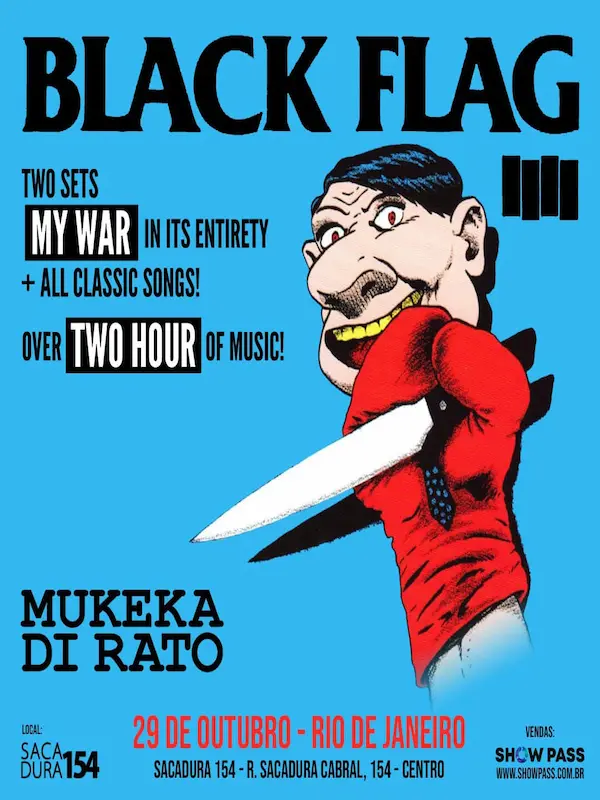 BLACK FLAG
TWO SETS
MY WAR IN ITS ENTIRETY
+ ALL CLASSIC SONGS!
OVER TWO HOUR OF MUSIC!
MUKEKA
DI RATO
29 DE OUTUBRO - RIO DE JANEIRO
SACADURA 154 - R. SACADURA CABRAL, 154 - CENTRO
LOCAL:
SACA
DURA154
VENDAS:
SHOW PASS
WWW.SHOWPASS.COM.BR